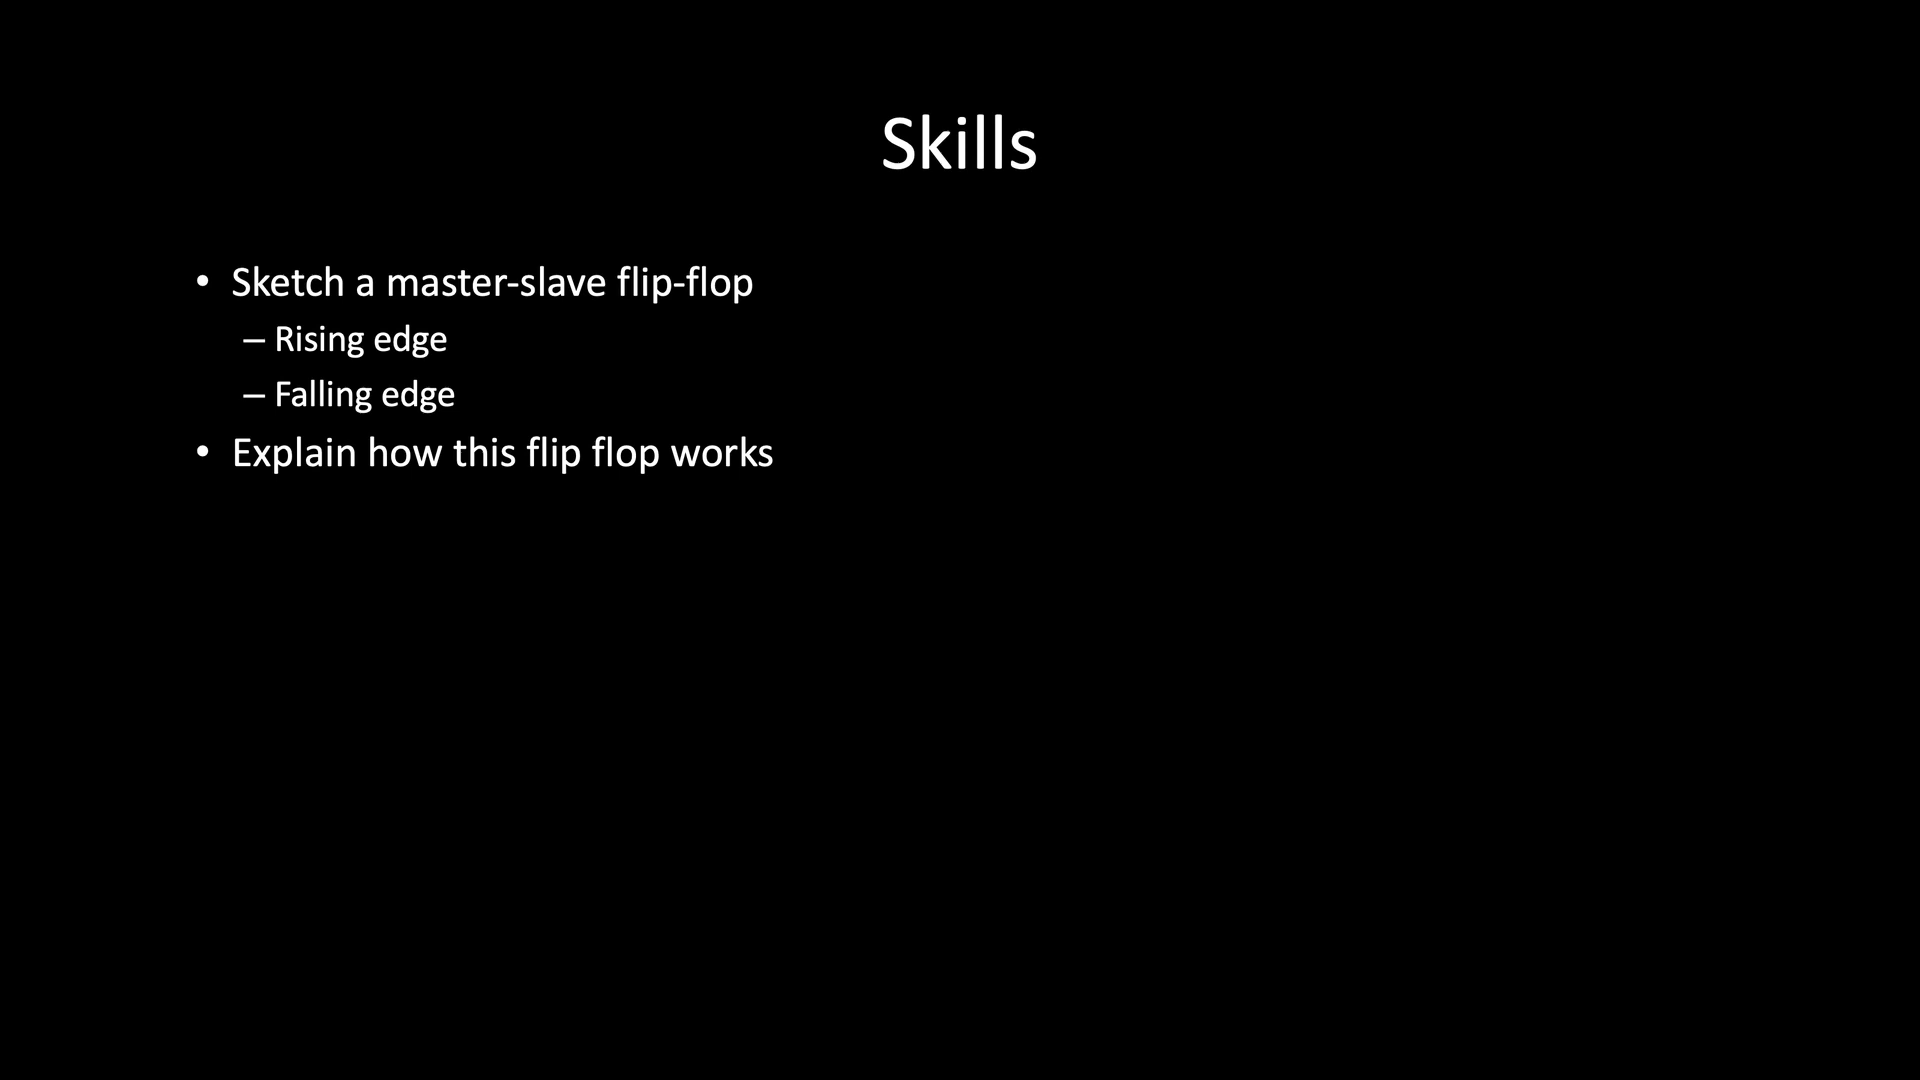 Skills
• Sketch a master-slave flip-flop
– Rising edge
– Falling edge
• Explain how this flip flop works